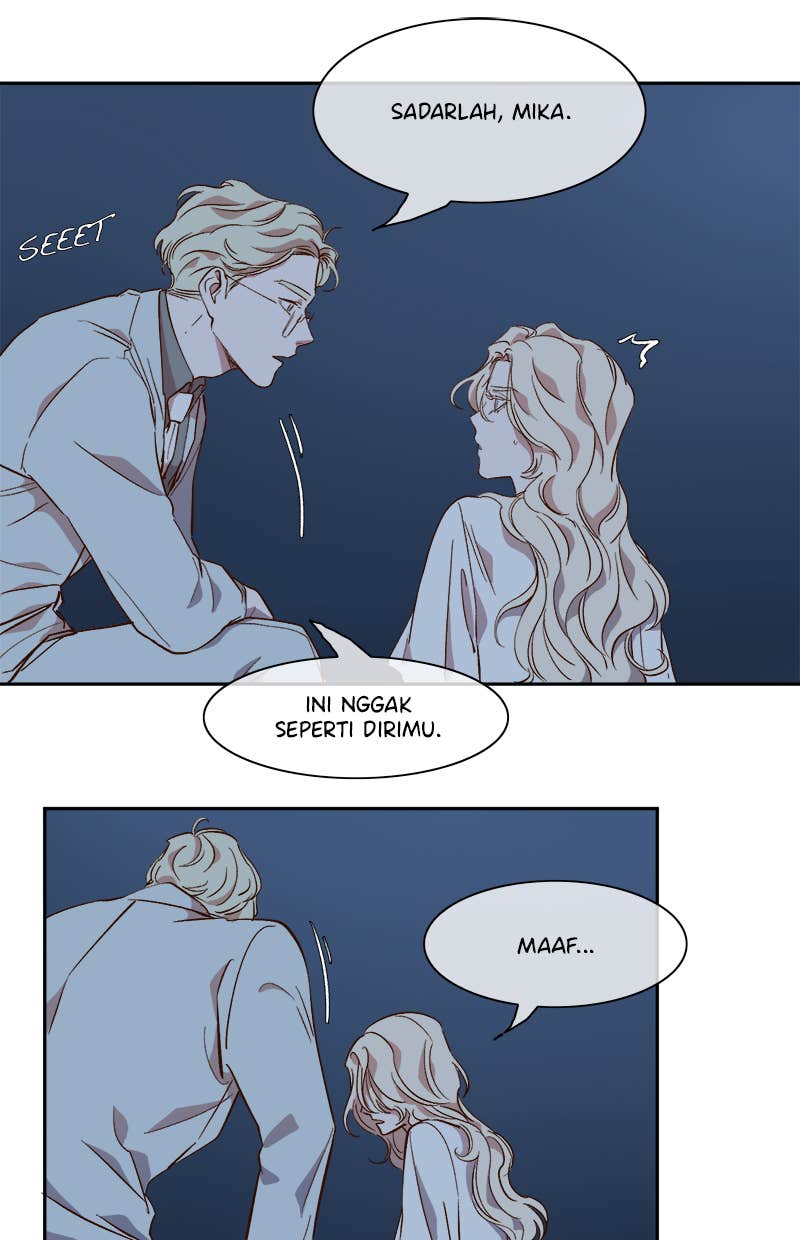 SADARLAH, MIKA.
SEEET
INI NGGAK
SEPERTI DIRIMU.
MAAF...